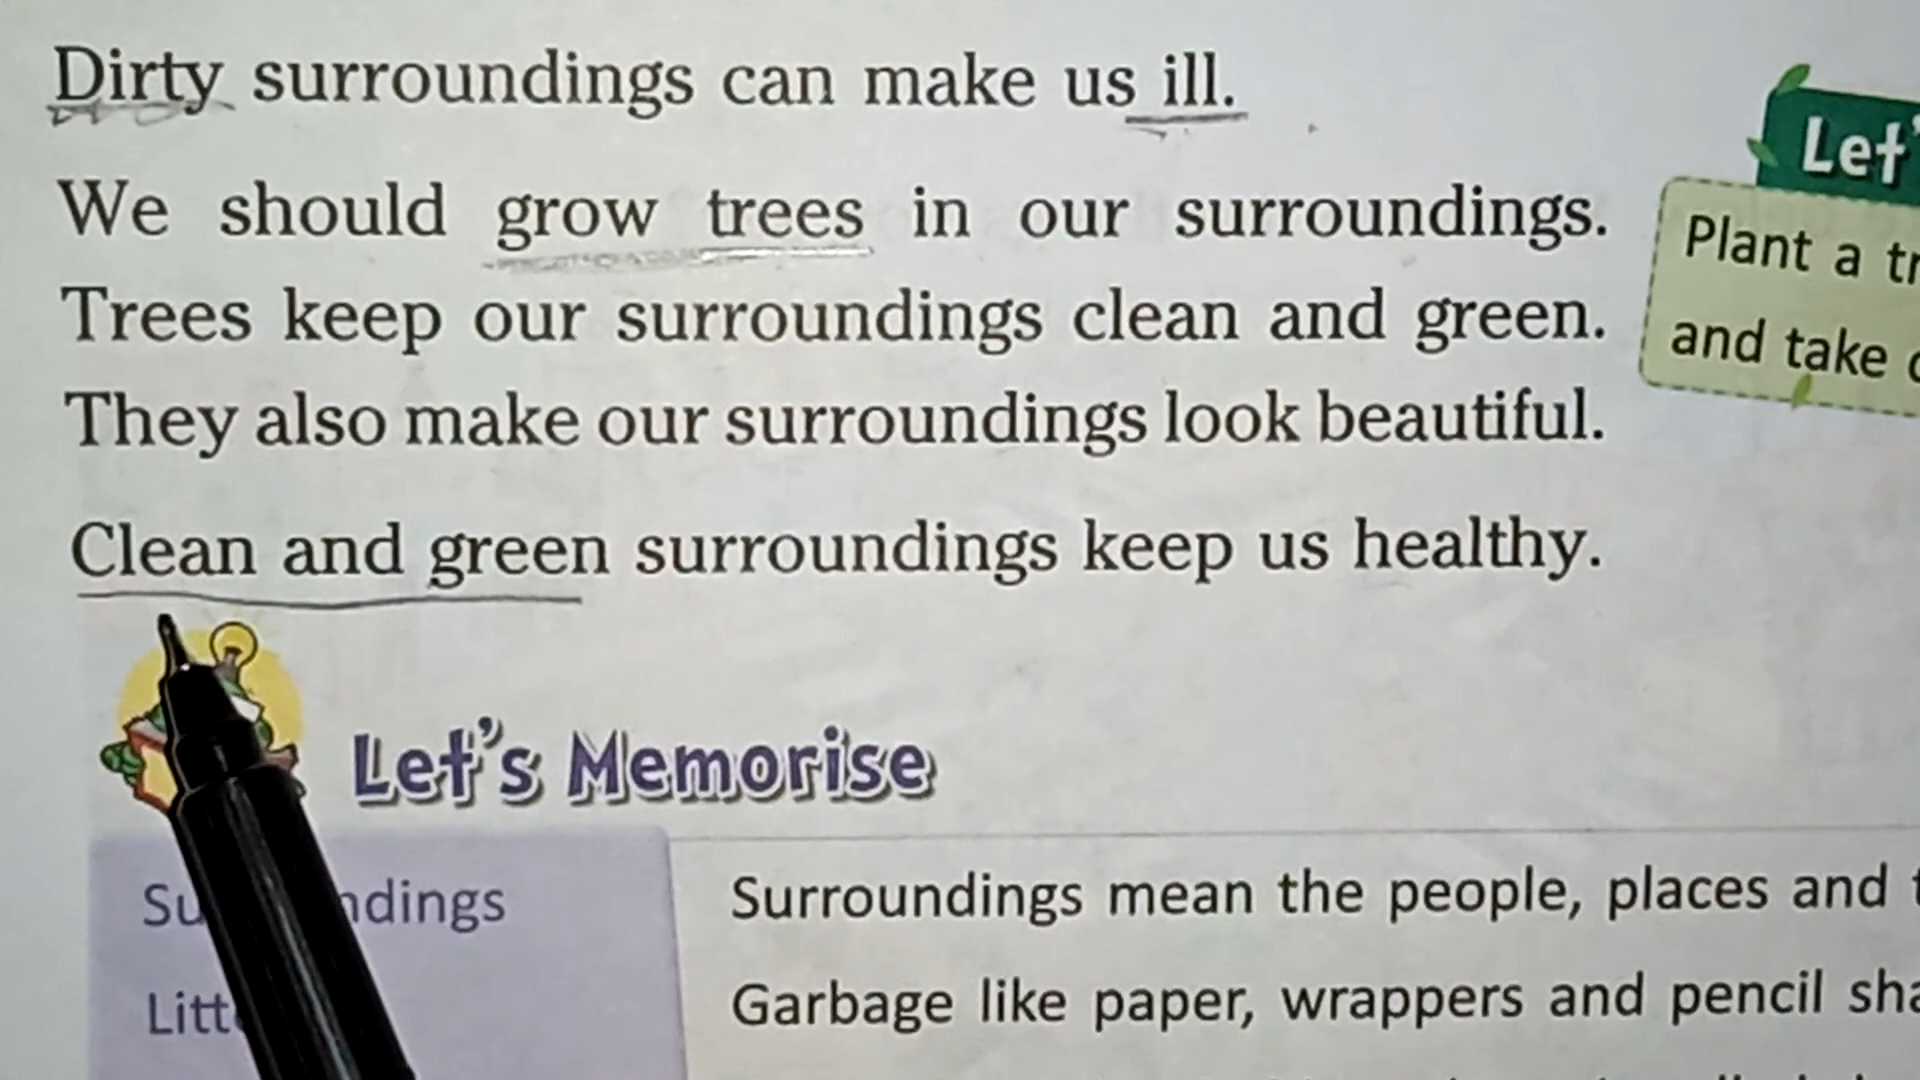 Dirty surroundings can make us ill.
We should grow trees in our surroundings.
Trees keep our surroundings clean and green.
They also make our surroundings look beautiful.
Clean and green surroundings keep us healthy.
Let's
Plant a
and take
Let's Memorise
Surroundings mean the people, places and
Garbage like paper, wrappers and pencil